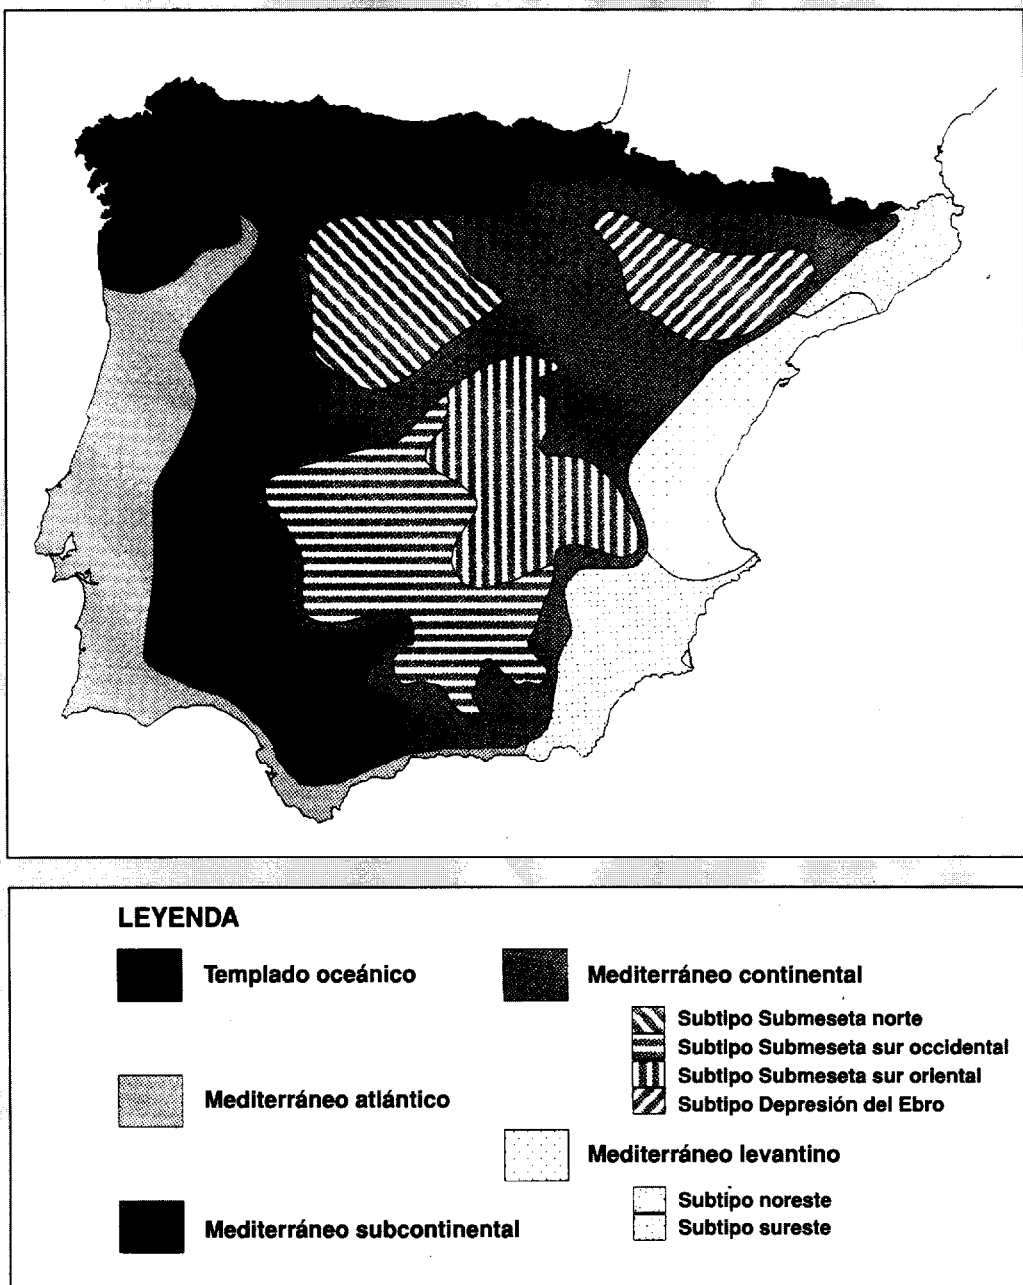 LEYENDA
Templado oceánico
Mediterráneo atlántico
Mediterráneo subcontinental
Mediterráneo continental
Subtipo Submeseta norte
Subtipo Submeseta sur occidental
Subtipo Submeseta sur oriental
Subtipo Depresión del Ebro
Mediterráneo levantino
Subtipo noreste
Subtipo sureste